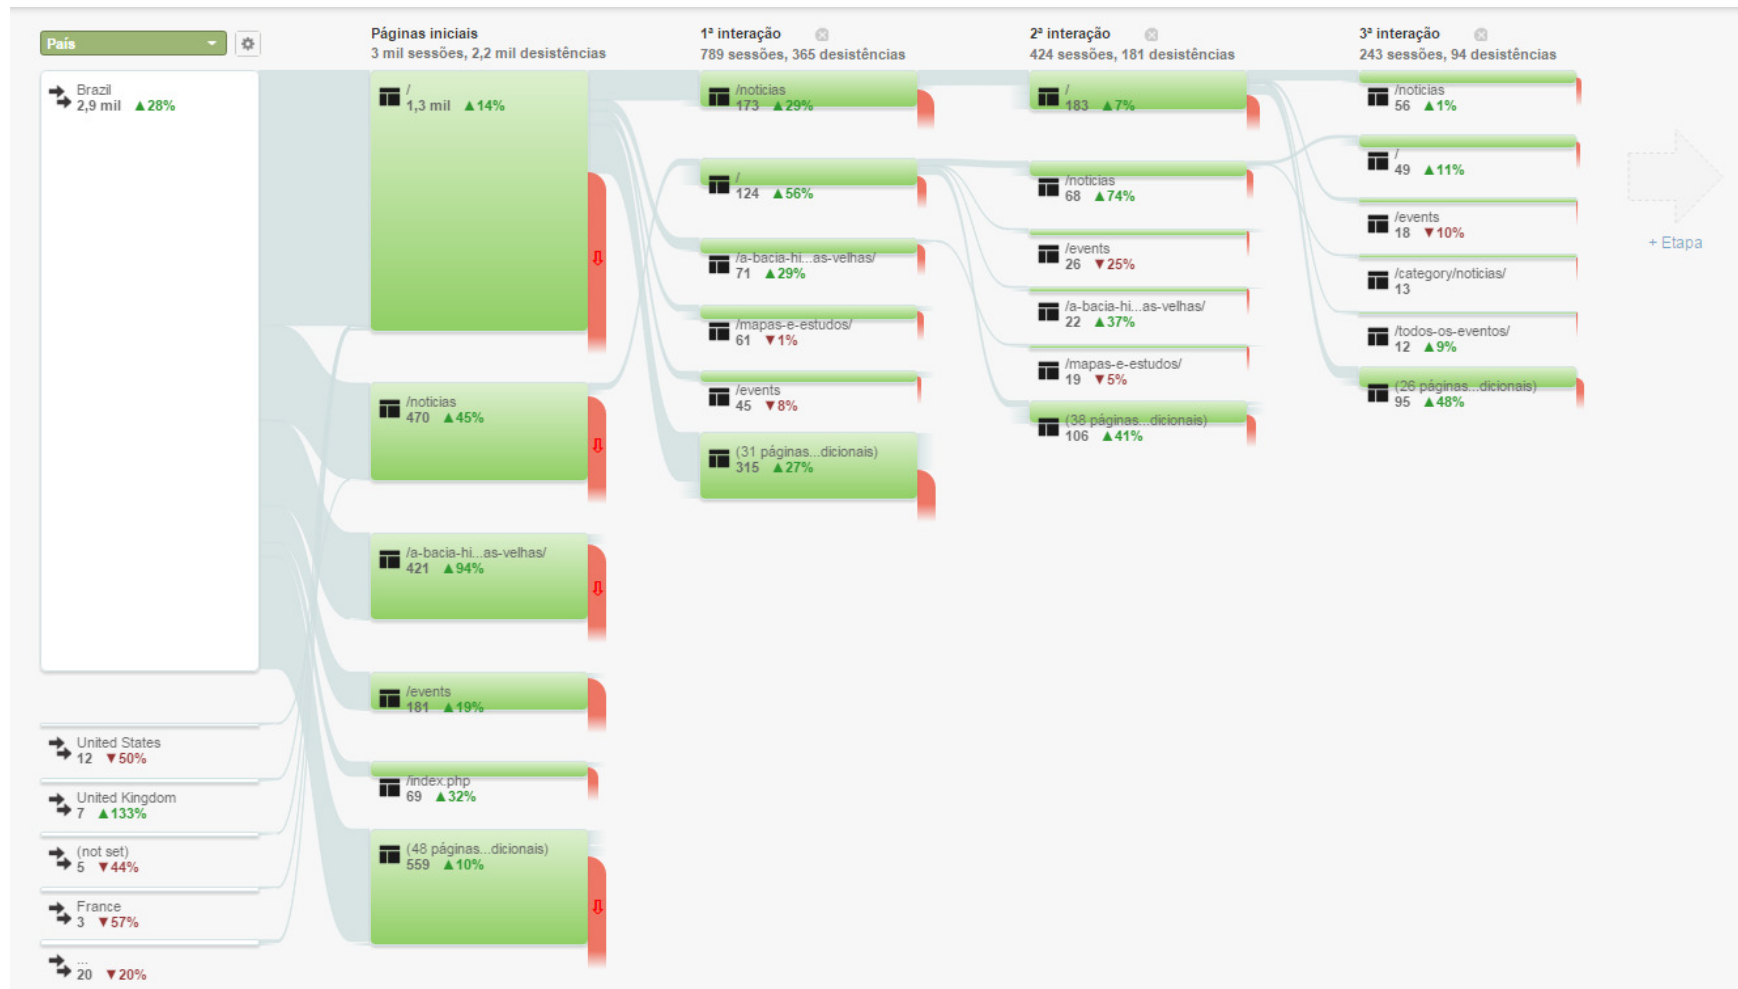 País
Brazil
2,9 mil ▲28%
United States
12 ▼50%
United Kingdom
7 ▲133%
(not set)
5 ▼44%
France
3 ▼57%
...
20 ▼20%
Páginas iniciais
3 mil sessões, 2,2 mil desistências
/
1,3 mil ▲14%
/noticias
470 ▲45%
/a-bacia-hi...as-velhas/
421 ▲94%
/events
181 ▲19%
/index.php
69 ▲32%
(48 páginas...dicionais)
559 ▲10%
1ª interação
789 sessões, 365 desistências
/noticias
173 ▲29%
/
124 ▲56%
/a-bacia-hi...as-velhas/
71 ▲29%
/mapas-e-estudos/
61 ▼1%
/events
45 ▼8%
(31 páginas...dicionais)
315 ▲27%
2ª interação
424 sessões, 181 desistências
/
183 ▲7%
/noticias
68 ▲74%
/events
26 ▼25%
/a-bacia-hi...as-velhas/
22 ▲37%
/mapas-e-estudos/
19 ▼5%
(38 páginas...dicionais)
106 ▲41%
3ª interação
243 sessões, 94 desistências
/noticias
56 ▲1%
/
49 ▲11%
/events
18 ▼10%
/category/noticias/
13
/todos-os-eventos/
12 ▲9%
(26 páginas...dicionais)
95 ▲48%
+ Etapa